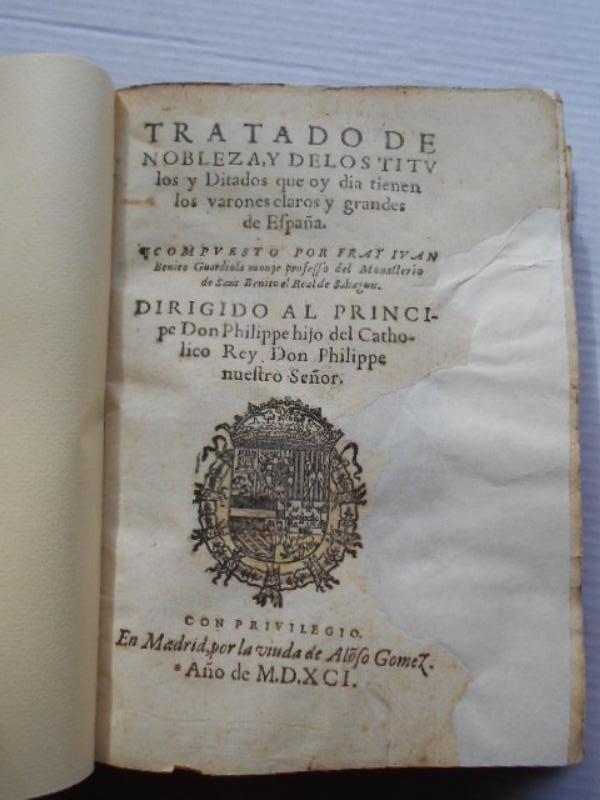 TRATADO DE
NOBLEZA, Y DE LOS TITV
los y Ditados que oy dia tienen
los varones claros y grandes
de España.
¶COMPVESTO POR FRAY IVAN
Benito Guardiola monje professo del Monasterio
de Sant Benito el Real de Sahagun.
DIRIGIDO AL PRINCI-
pe Don Philippe hijo del Catho-
lico Rey Don Philippe
nuestro Señor.
CON PRIVILEGIO.
En Madrid, por la viuda de Alõso Gomez.
Año de M.D.XCI.